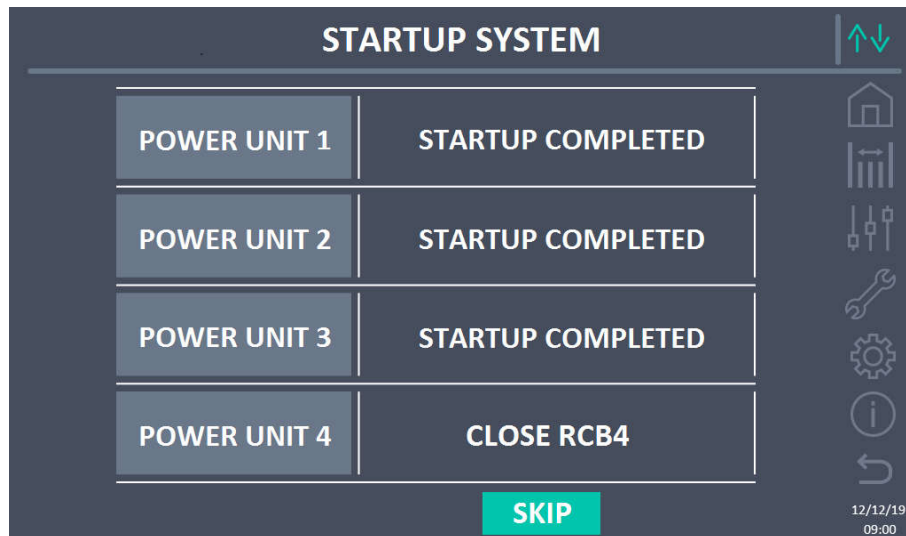 STARTUP SYSTEM
POWER UNIT 1
STARTUP COMPLETED
POWER UNIT 2
STARTUP COMPLETED
POWER UNIT 3
STARTUP COMPLETED
POWER UNIT 4
CLOSE RCB4
SKIP
12/12/19
09:00